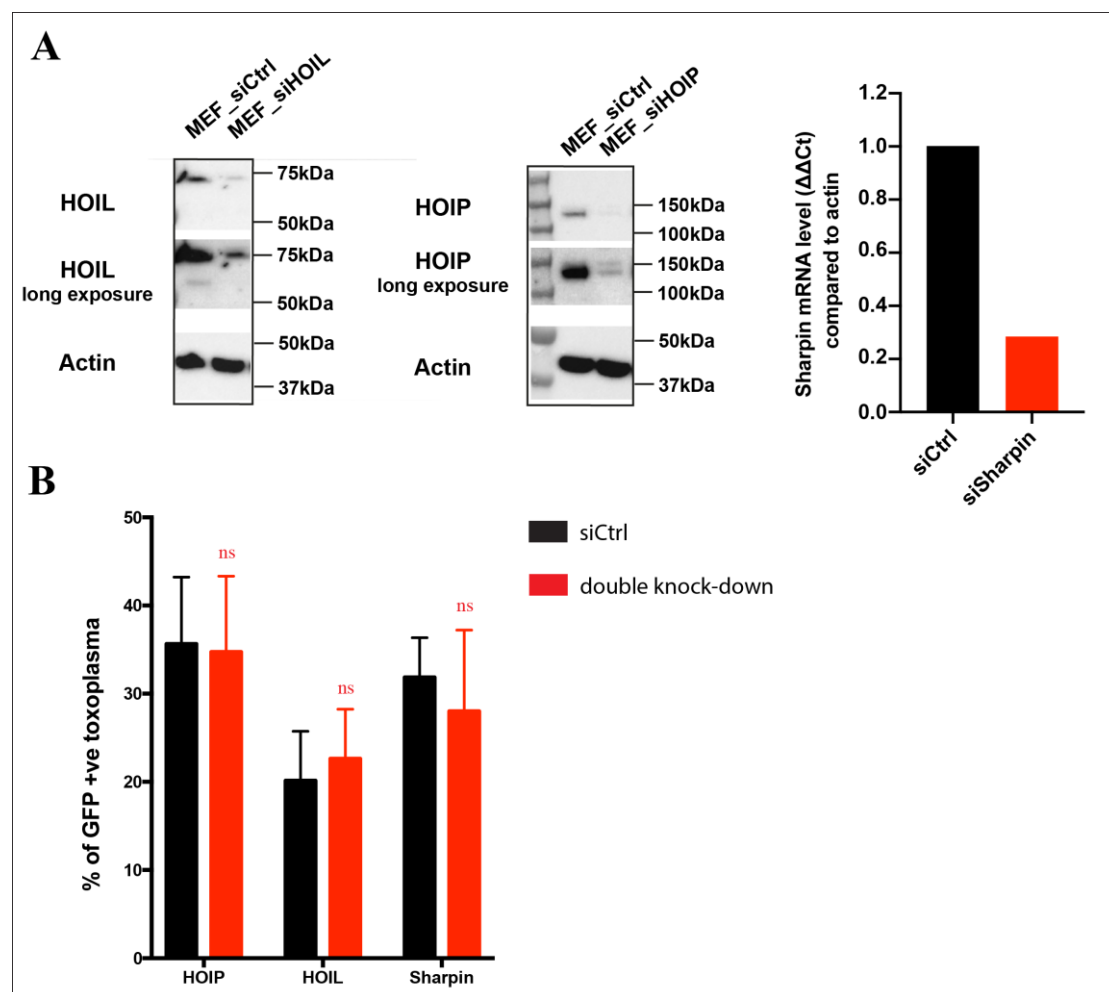 A
MEF_siCtrl
MEF_siHOIL
HOIL
75kDa
50kDa
HOIL
long exposure
75kDa
50kDa
Actin
50kDa
37kDa
MEF_siCtrl
MEF_siHOIP
HOIP
150kDa
100kDa
HOIP
long exposure
150kDa
100kDa
Actin
50kDa
37kDa
Sharpin mRNA level (ΔΔCt)
compared to actin
1.2
1.0
0.8
0.6
0.4
0.2
0.0
siCtrl
siSharpin
B
% of GFP +ve toxoplasma
50
40
30
20
10
0
ns
ns
ns
HOIP
HOIL
Sharpin
siCtrl
double knock-down